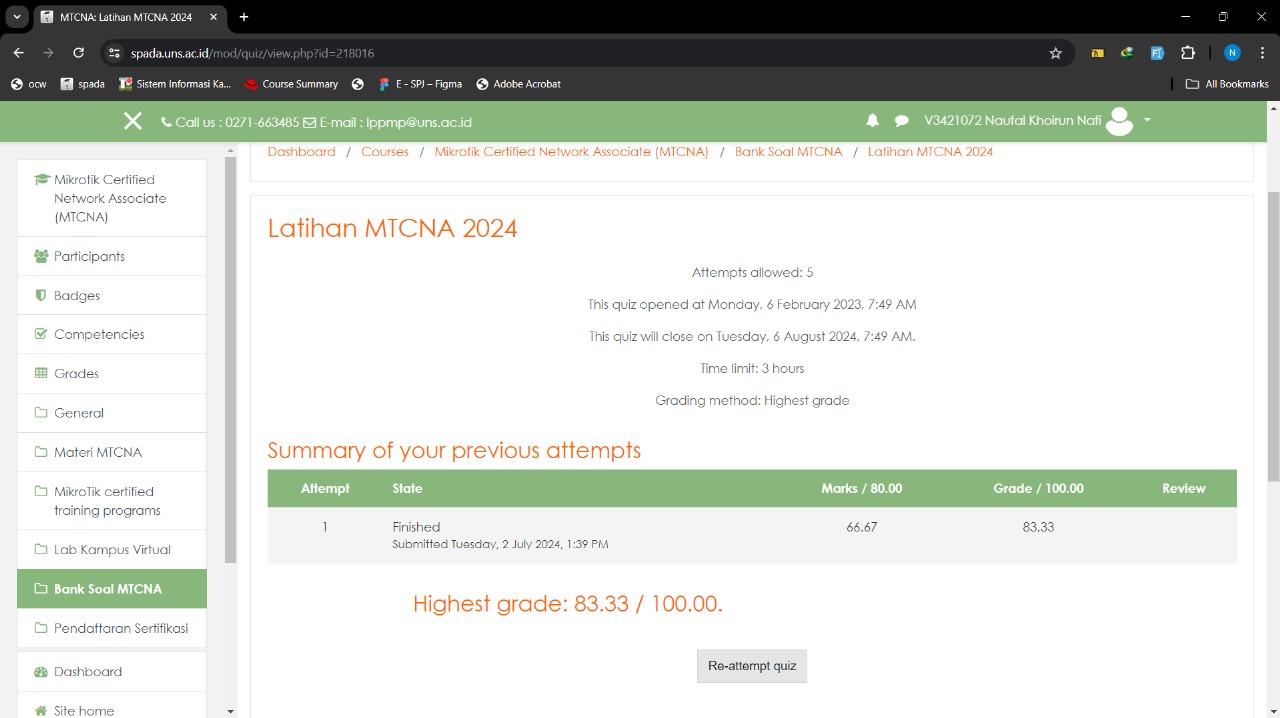 MTCNA: Latihan MTCNA 2024
spada.uns.ac.id/mod/quiz/view.php?id=218016
N
ocw
spada
Sistem Informasi Ka...
Course Summary
E - SPJ – Figma
Adobe Acrobat
All Bookmarks
Call us : 0271-663485 E-mail : lppmp@uns.ac.id
V3421072 Naufal Khoirun Nafi
Dashboard / Courses / Mikrotik Certified Network Associate (MTCNA) / Bank Soal MTCNA / Latihan MTCNA 2024
Mikrotik Certified
Network Associate
(MTCNA)
Participants
Badges
Competencies
Grades
General
Materi MTCNA
MikroTik certified
training programs
Lab Kampus Virtual
Bank Soal MTCNA
Pendaftaran Sertifikasi
Dashboard
Site home
Latihan MTCNA 2024
Attempts allowed: 5
This quiz opened at Monday, 6 February 2023, 7:49 AM
This quiz will close on Tuesday, 6 August 2024, 7:49 AM.
Time limit: 3 hours
Grading method: Highest grade
Summary of your previous attempts
Attempt State Marks / 80.00 Grade / 100.00 Review
1 Finished 66.67 83.33
Submitted Tuesday, 2 July 2024, 1:39 PM
Highest grade: 83.33 / 100.00.
Re-attempt quiz